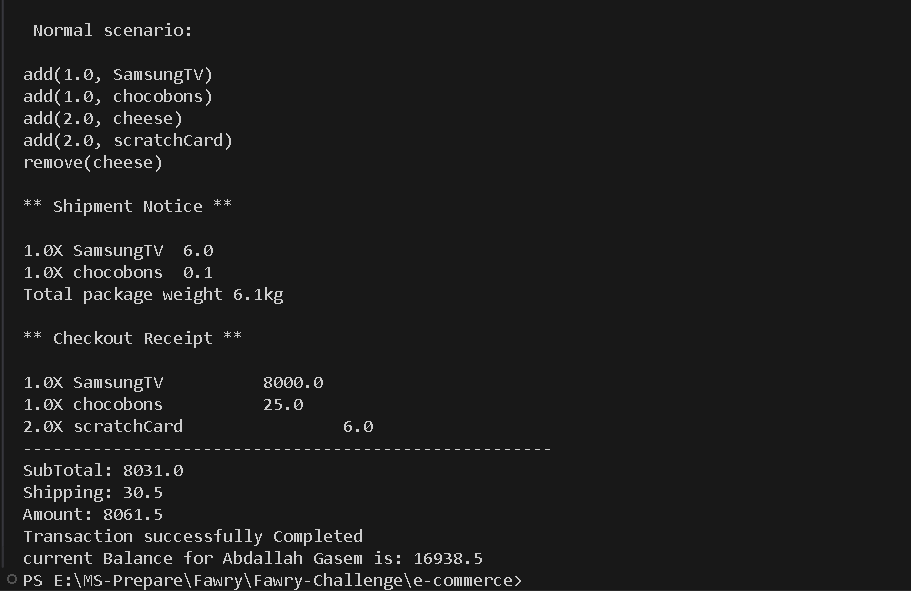 Normal scenario:
add(1.0, SamsungTV)
add(1.0, chocobons)
add(2.0, cheese)
add(2.0, scratchCard)
remove(cheese)
** Shipment Notice **
1.0X SamsungTV  6.0
1.0X chocobons  0.1
Total package weight 6.1kg
** Checkout Receipt **
1.0X SamsungTV          8000.0
1.0X chocobons          25.0
2.0X scratchCard                6.0
-----------------------------------------------------
SubTotal: 8031.0
Shipping: 30.5
Amount: 8061.5
Transaction successfully Completed
current Balance for Abdallah Gasem is: 16938.5
PS E:\MS-Prepare\Fawry\Fawry-Challenge\e-commerce>